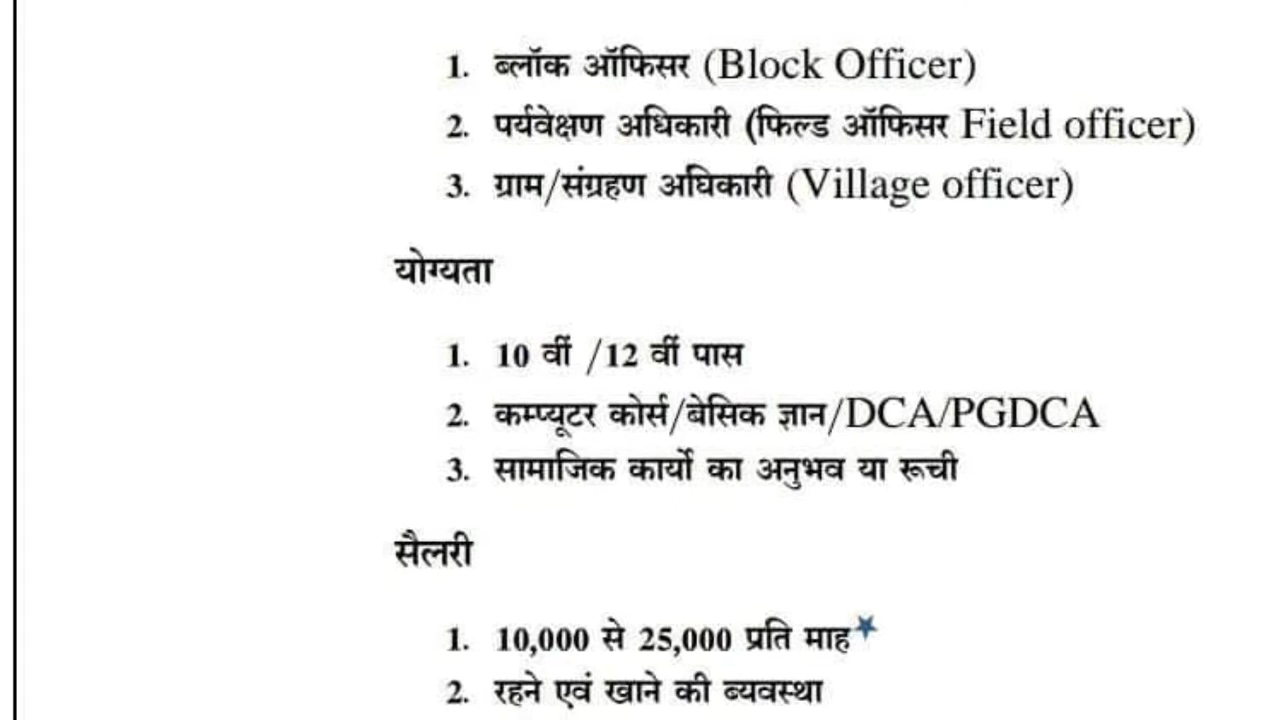 1. ब्लॉक ऑफिसर (Block Officer)
2. पर्यवेक्षण अधिकारी (फिल्ड ऑफिसर Field officer)
3. ग्राम/संग्रहण अधिकारी (Village officer)
योग्यता
1. 10 वीं /12 वीं पास
2. कम्प्यूटर कोर्स/बेसिक ज्ञान/DCA/PGDCA
3. सामाजिक कार्यो का अनुभव या रूची
सैलरी
1. 10,000 से 25,000 प्रति माह*
2. रहने एवं खाने की ब्यवस्था